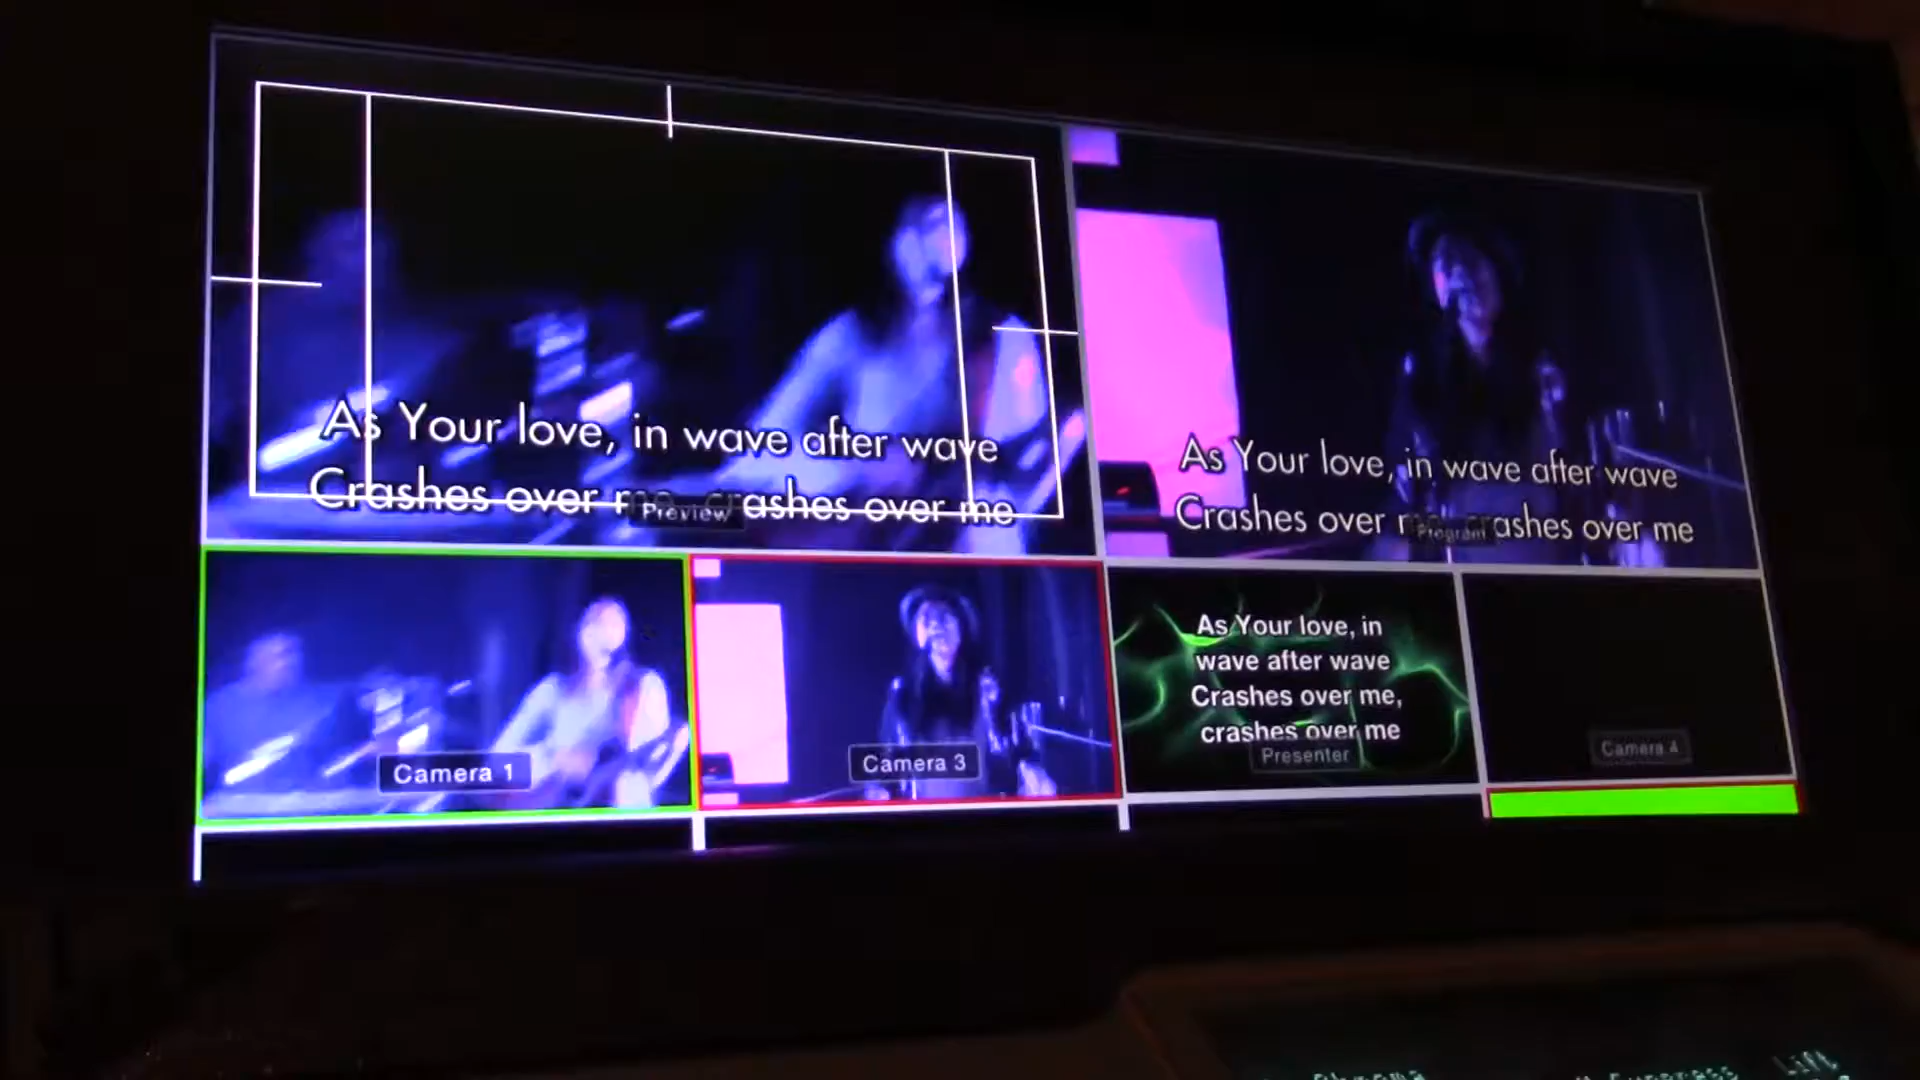 As Your love, in wave after wave
Crashes over me, crashes over me
Preview
As Your love, in wave after wave
Crashes over me, crashes over me
Program
Camera 1
Camera 3
As Your love, in
wave after wave
Crashes over me,
crashes over me
Presenter
Camera 4